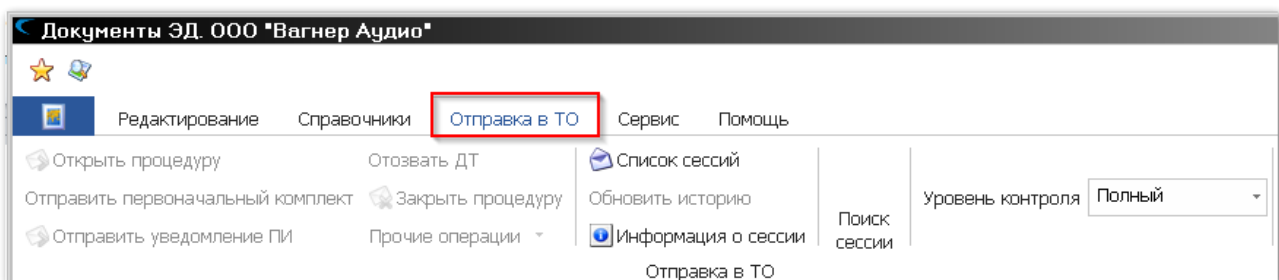 Документы ЭД. ООО "Вагнер Аудио"
Редактирование Справочники Отправка в ТО Сервис Помощь
Открыть процедуру Отозвать ДТ Список сессий
Отправить первоначальный комплект Закрыть процедуру Обновить историю Поиск сессии Уровень контроля Полный
Отправить уведомление ПИ Прочие операции Информация о сессии
Отправка в ТО